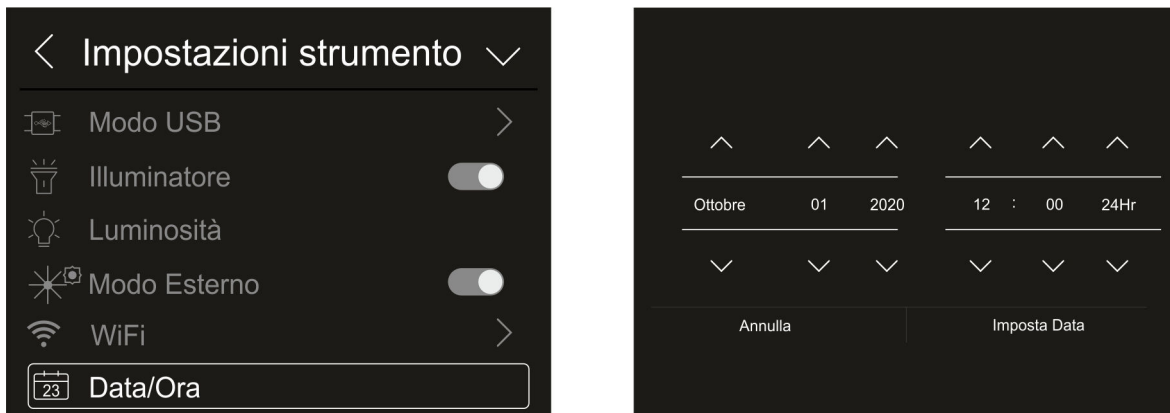 Impostazioni strumento
Modo USB
Illuminatore
Luminosità
Modo Esterno
WiFi
23 Data/Ora
Ottobre 01 2020 12 : 00 24Hr
Annulla Imposta Data